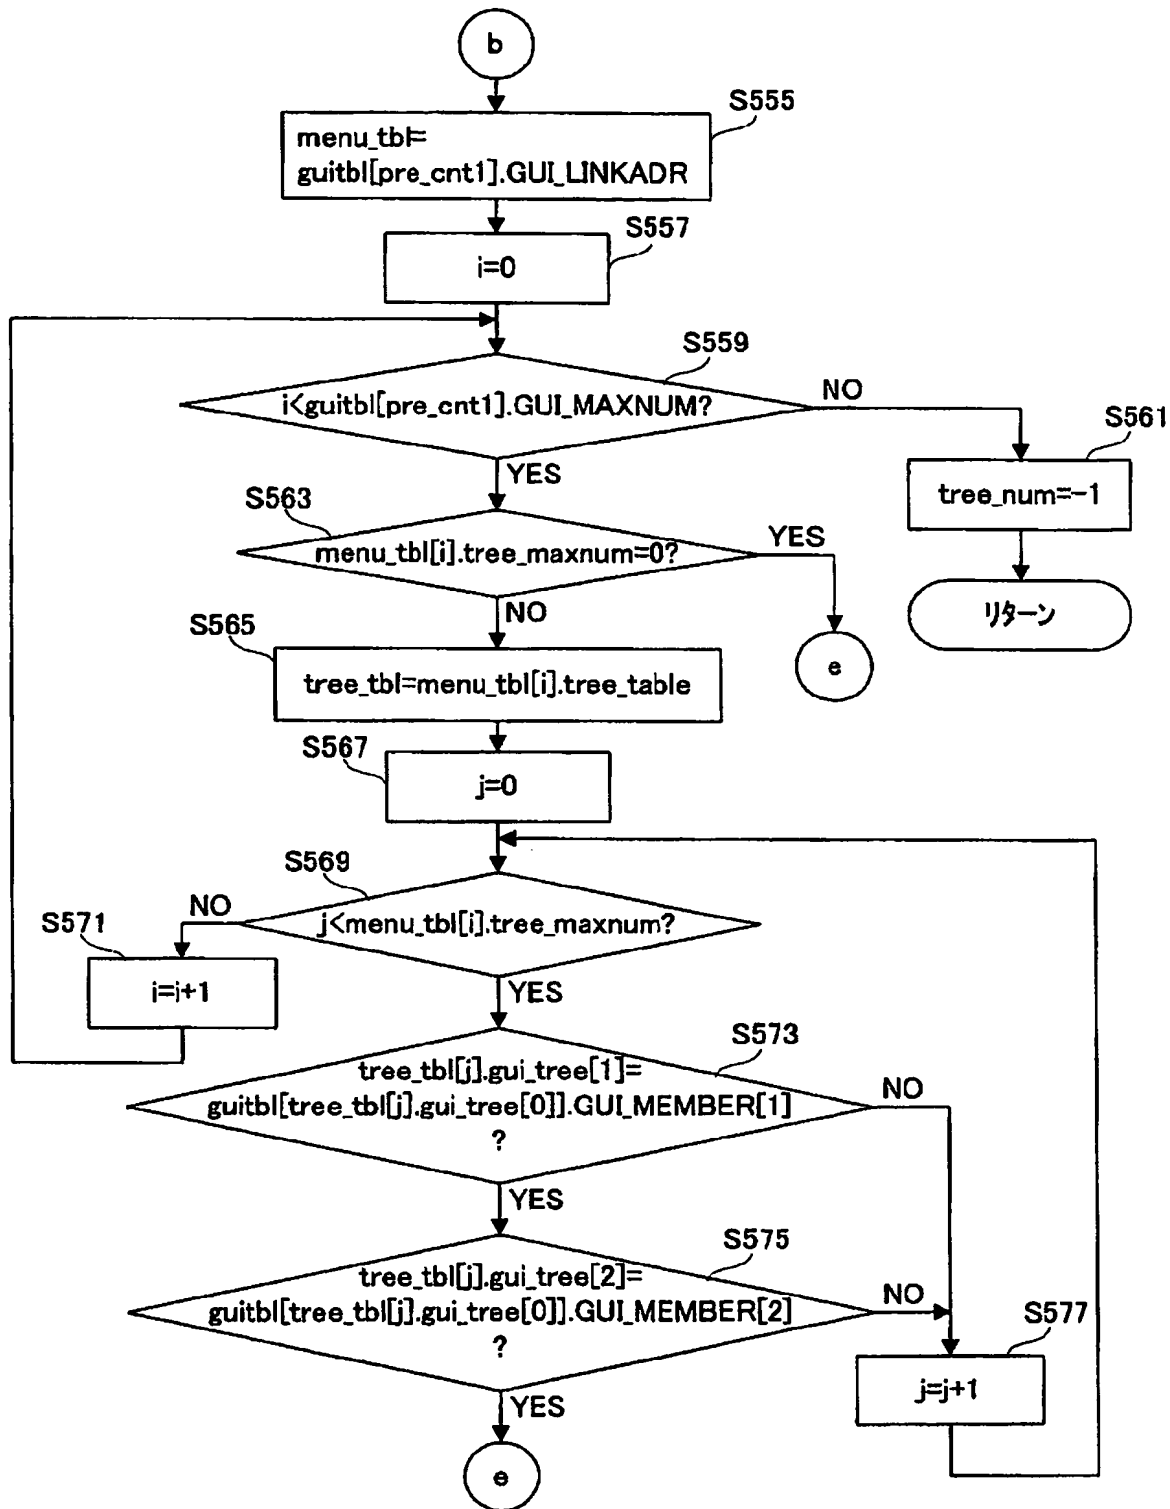 b
S555
menu_tbl=
guitbl[pre_cnt1].GUI_LINKADR
S557
i=0
S559
i<guitbl[pre_cnt1].GUI_MAXNUM?
NO
YES
S561
tree_num=-1
リターン
S563
menu_tbl[i].tree_maxnum=0?
YES
NO
e
S565
tree_tbl=menu_tbl[i].tree_table
S567
j=0
S569
j<menu_tbl[i].tree_maxnum?
NO
YES
S571
i=i+1
S573
tree_tbl[j].gui_tree[1]=
guitbl[tree_tbl[j].gui_tree[0]].GUI_MEMBER[1]
?
NO
YES
S575
tree_tbl[j].gui_tree[2]=
guitbl[tree_tbl[j].gui_tree[0]].GUI_MEMBER[2]
?
NO
YES
S577
j=j+1
e